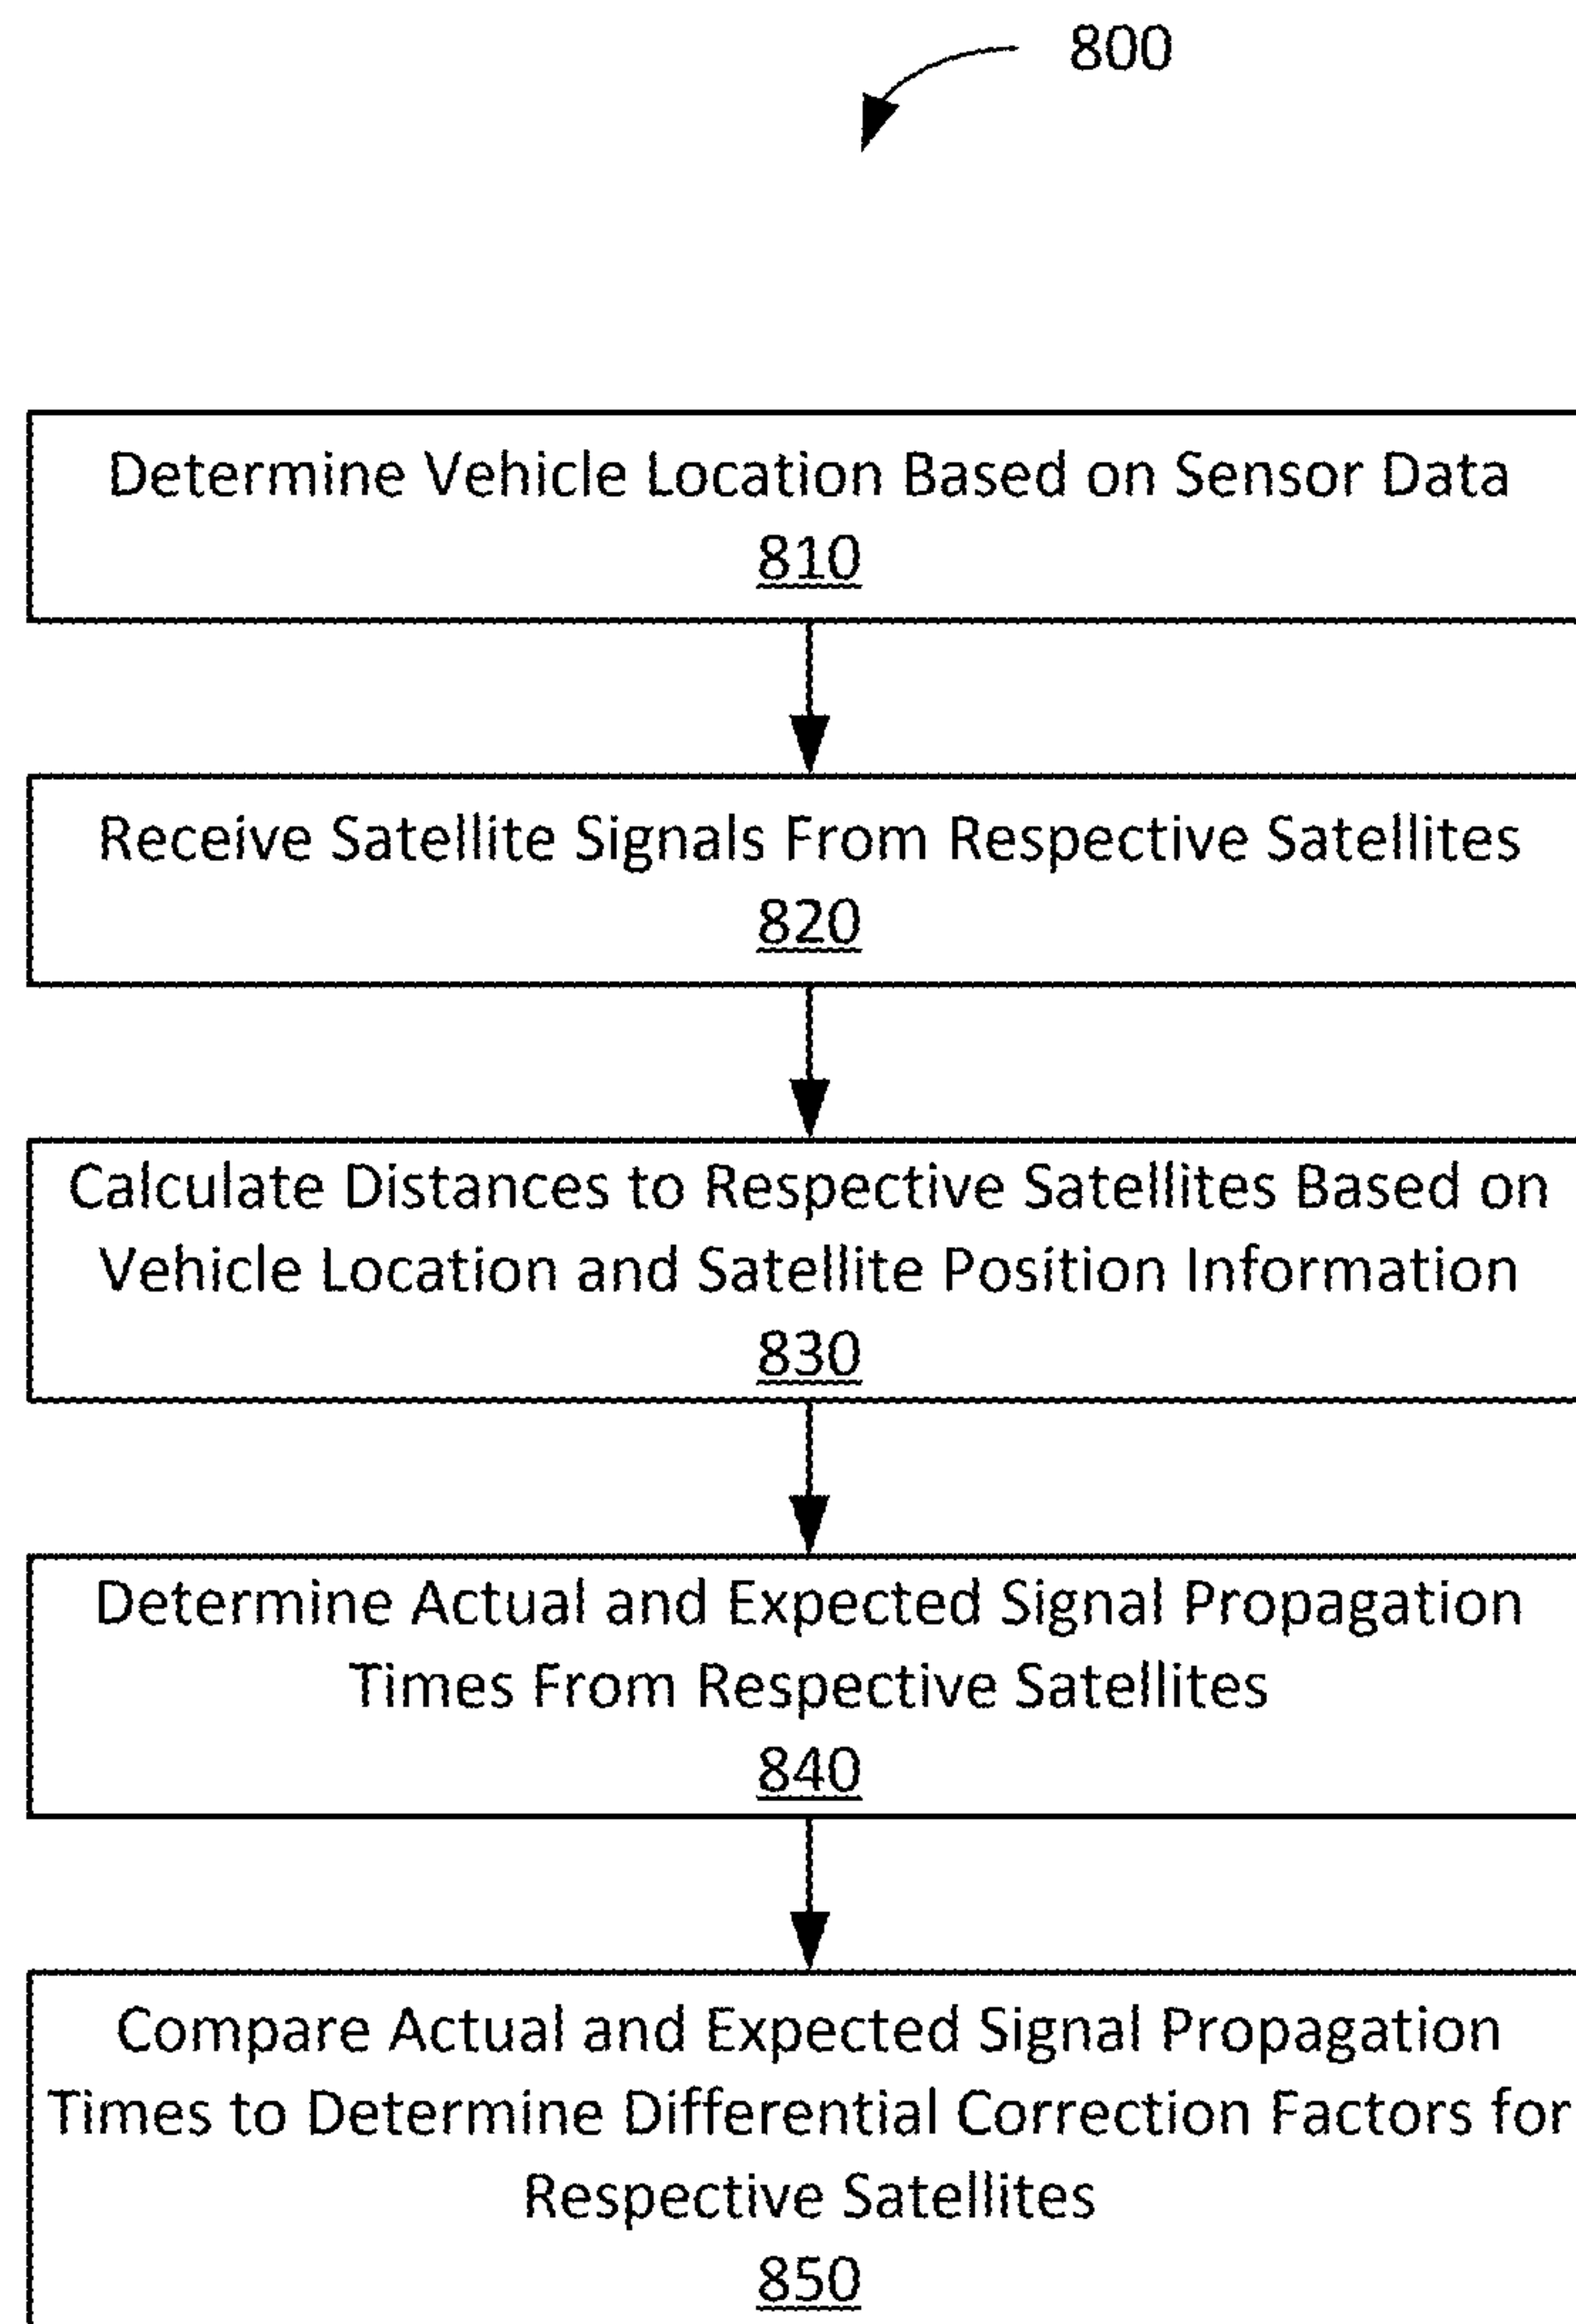 800
Determine Vehicle Location Based on Sensor Data
810
Receive Satellite Signals From Respective Satellites
820
Calculate Distances to Respective Satellites Based on
Vehicle Location and Satellite Position Information
830
Determine Actual and Expected Signal Propagation
Times From Respective Satellites
840
Compare Actual and Expected Signal Propagation
Times to Determine Differential Correction Factors for
Respective Satellites
850